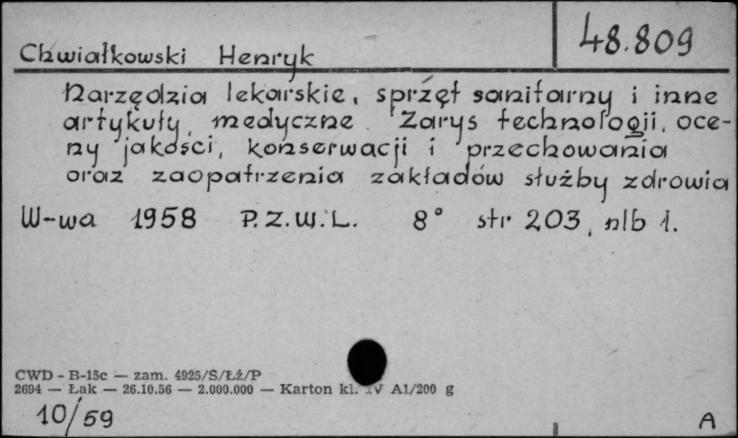 48.809
Chwiałkowski Henryk
Narzędzia lekarskie, sprzęt sanitarny i inne
artykuły medyczne. Zarys technologii, oce-
ny jakości, konserwacji i przechowania
oraz zaopatrzenia zakładów służby zdrowia
W-wa 1958 P.Z.W.L. 8° str 203, nlb 1.
CWD - B-15c — zam. 4925/S/Łż/P
2694 — Łak — 26.10.56 — 2.000.000 — Karton kl. IV A1/200 g
10/59 A